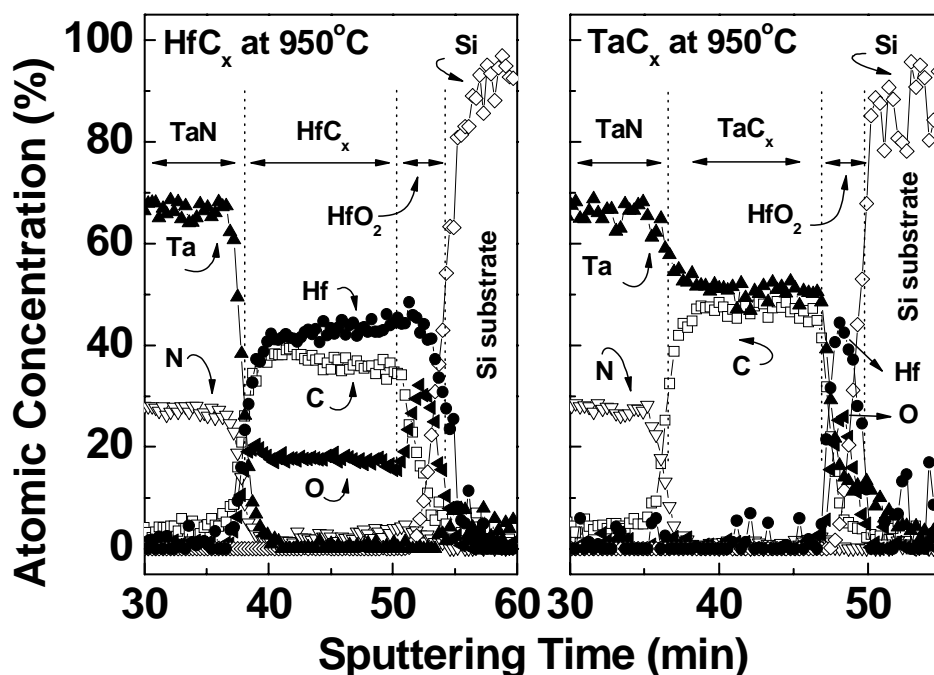 Atomic Concentration (%)
100
80
60
40
20
0
HfCₓ at 950°C
Si
TaN
HfCₓ
HfO₂
Ta
Hf
N
C
O
Si substrate
30
40
50
60
TaCₓ at 950°C
Si
TaN
TaCₓ
HfO₂
Ta
N
C
Hf
O
Si substrate
30
40
50
Sputtering Time (min)